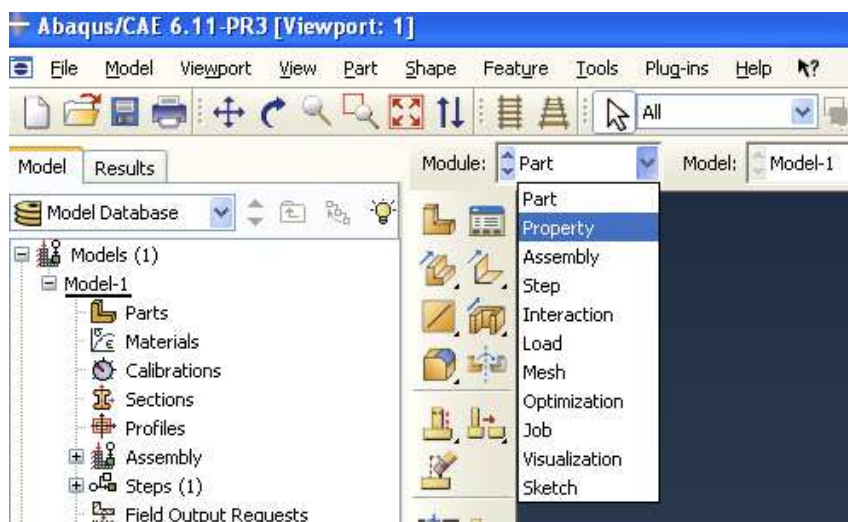 Abaqus/CAE 6.11-PR3 [Viewport: 1]
File Model Viewport View Part Shape Feature Tools Plug-ins Help ?
All
Model Results Module: Part Model: Model-1
Model Database
Part
Property
Assembly
Step
Interaction
Load
Mesh
Optimization
Job
Visualization
Sketch
Models (1)
Model-1
Parts
Materials
Calibrations
Sections
Profiles
Assembly
Steps (1)
Field Output Requests